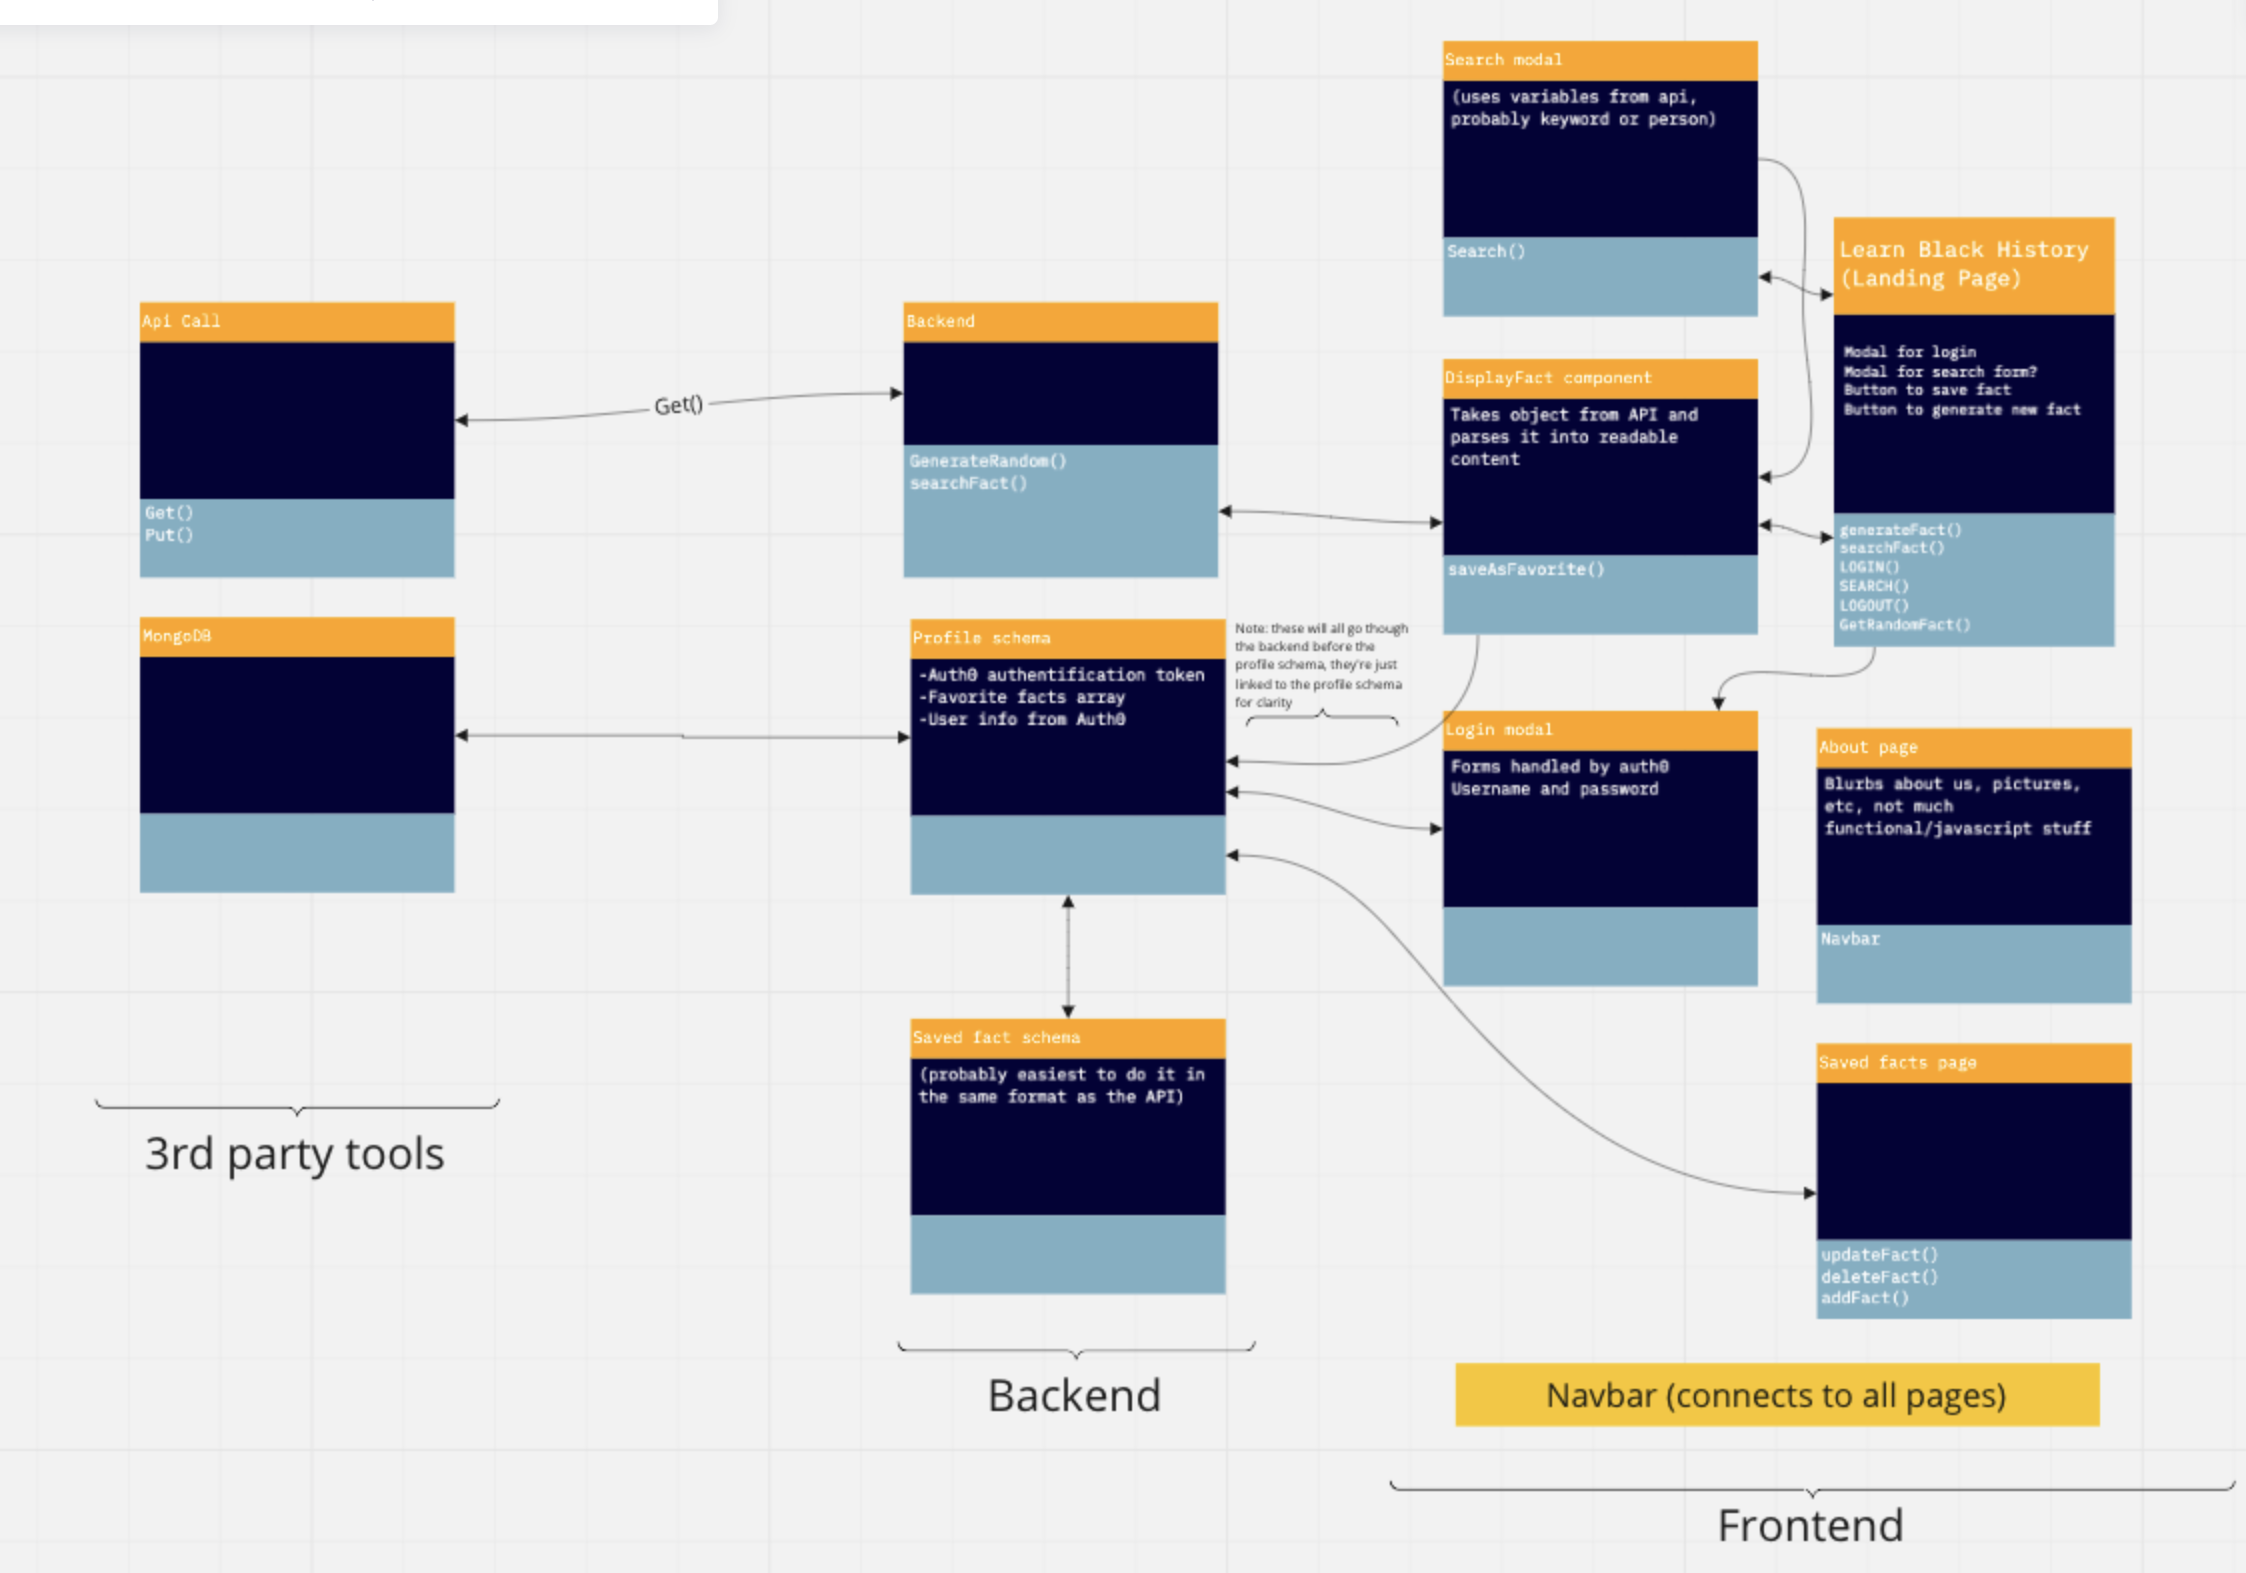 Search modal
(uses variables from api,
probably keyword or person)
Search()
Learn Black History
(Landing Page)
Modal for login
Modal for search form?
Button to save fact
Button to generate new fact
generateFact()
searchFact()
LOGIN()
SEARCH()
LOGOUT()
GetRandomFact()
Api Call
Get()
Put()
Get()
Backend
GenerateRandom()
searchFact()
DisplayFact component
Takes object from API and
parses it into readable
content
saveAsFavorite()
MongoDB
Profile schema
-Auth0 authentification token
-Favorite facts array
-User info from Auth0
Note: these will all go though
the backend before the
profile schema, they're just
linked to the profile schema
for clarity
Login modal
Forms handled by auth0
Username and password
About page
Blurbs about us, pictures,
etc, not much
functional/javascript stuff
Navbar
Saved fact schema
(probably easiest to do it in
the same format as the API)
Saved facts page
updateFact()
deleteFact()
addFact()
3rd party tools
Backend
Navbar (connects to all pages)
Frontend